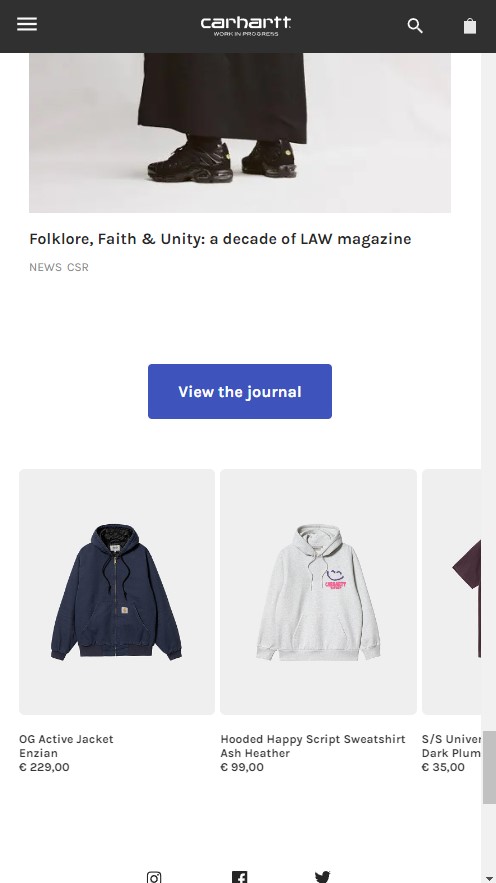 carhartt
WORK IN PROGRESS
Folklore, Faith & Unity: a decade of LAW magazine
NEWS CSR
View the journal
OG Active Jacket
Enzian
€ 229,00
Hooded Happy Script Sweatshirt
Ash Heather
€ 99,00
S/S Univer
Dark Plum
€ 35,00